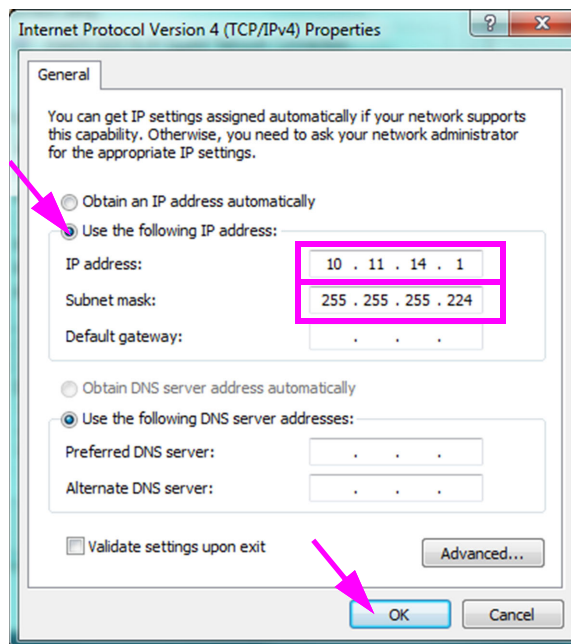 Internet Protocol Version 4 (TCP/IPv4) Properties
?
General
You can get IP settings assigned automatically if your network supports
this capability. Otherwise, you need to ask your network administrator
for the appropriate IP settings.
Obtain an IP address automatically
Use the following IP address:
IP address: 10 . 11 . 14 . 1
Subnet mask: 255 . 255 . 255 . 224
Default gateway: . . .
Obtain DNS server address automatically
Use the following DNS server addresses:
Preferred DNS server: . . .
Alternate DNS server: . . .
Validate settings upon exit
Advanced...
OK Cancel